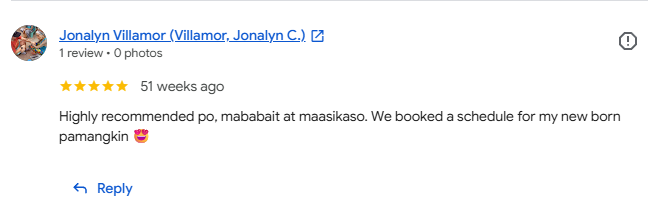 Jonalyn Villamor (Villamor, Jonalyn C.)
1 review • 0 photos
51 weeks ago
Highly recommended po, mababait at maasikaso. We booked a schedule for my new born
pamangkin 😍
Reply